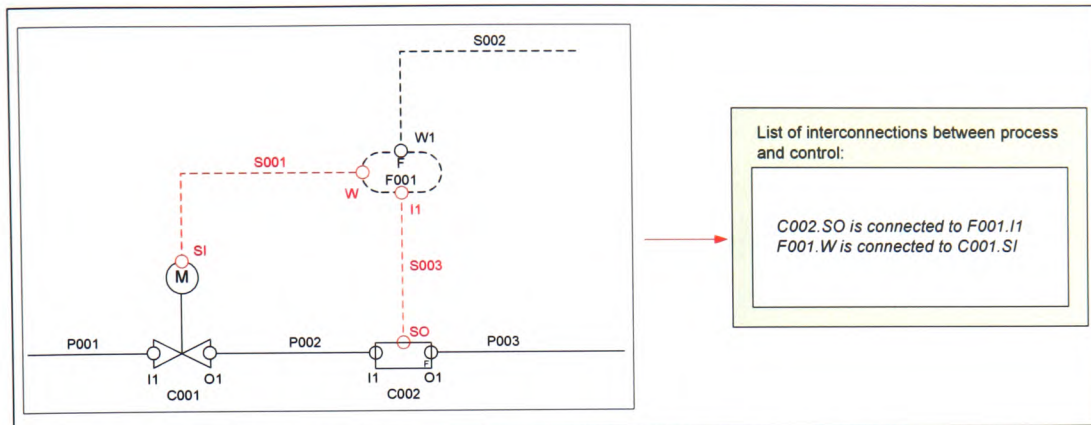 S002
W1
F
S001
F001
W
I1
SI
M
S003
SO
P001
P002
P003
I1
O1
I1
F
O1
C001
C002
List of interconnections between process
and control:
C002.SO is connected to F001.I1
F001.W is connected to C001.SI